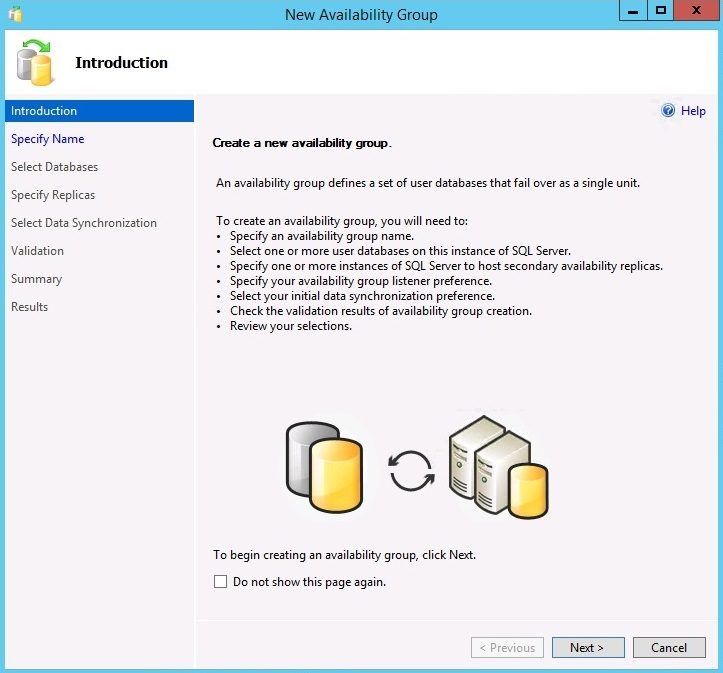 New Availability Group
Introduction
Introduction
Specify Name
Select Databases
Specify Replicas
Select Data Synchronization
Validation
Summary
Results
Help
Create a new availability group.
An availability group defines a set of user databases that fail over as a single unit.
To create an availability group, you will need to:
• Specify an availability group name.
• Select one or more user databases on this instance of SQL Server.
• Specify one or more instances of SQL Server to host secondary availability replicas.
• Specify your availability group listener preference.
• Select your initial data synchronization preference.
• Check the validation results of availability group creation.
• Review your selections.
To begin creating an availability group, click Next.
Do not show this page again.
< Previous
Next >
Cancel